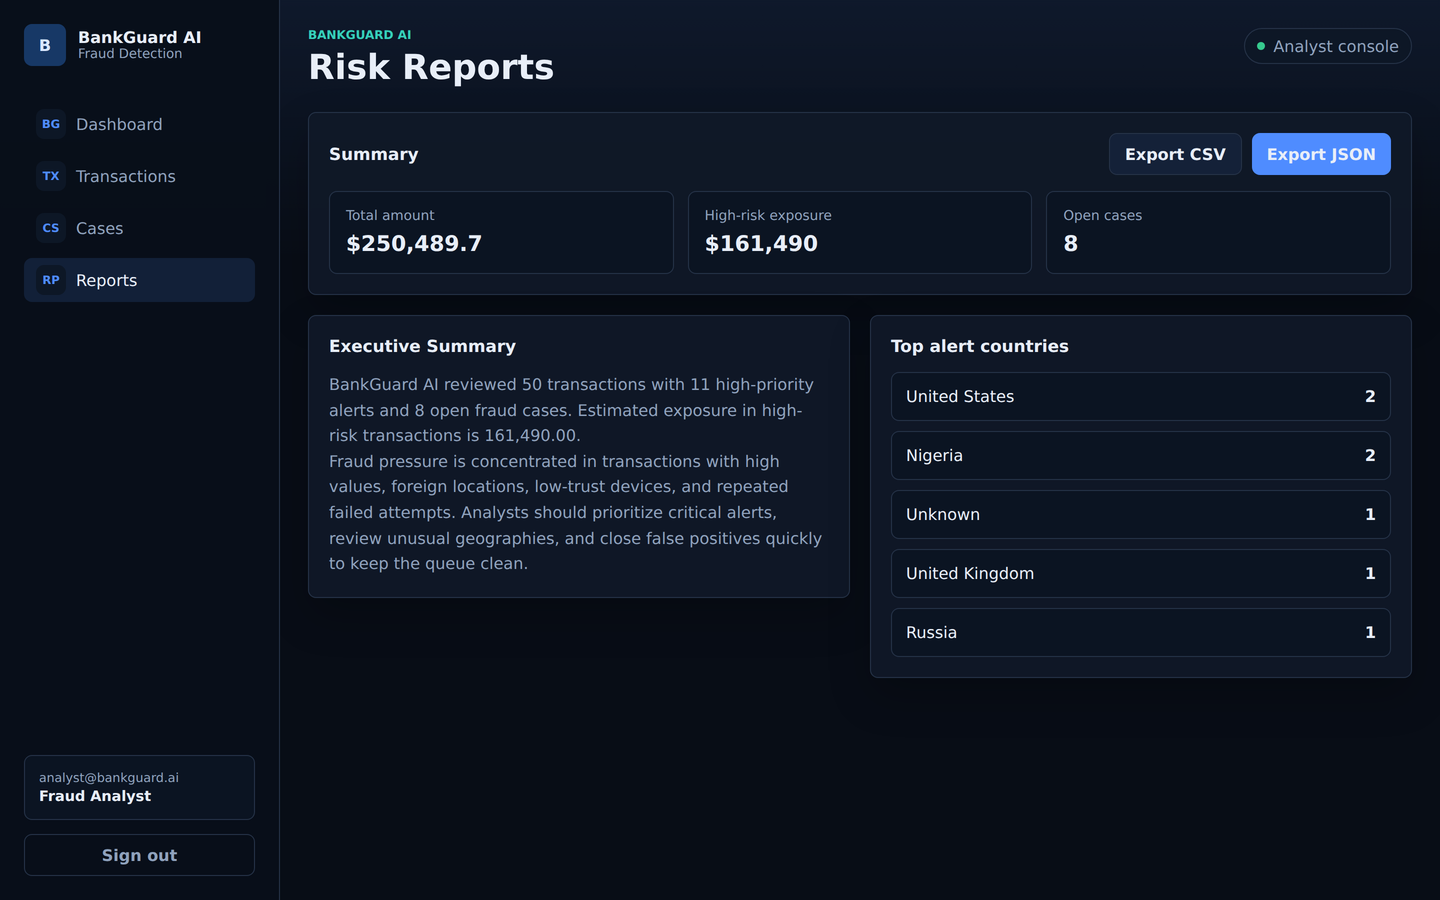 B
BankGuard AI
Fraud Detection
BG Dashboard
TX Transactions
CS Cases
RP Reports
analyst@bankguard.ai
Fraud Analyst
Sign out
BANKGUARD AI
Risk Reports
Analyst console
Summary
Export CSV
Export JSON
Total amount
$250,489.7
High-risk exposure
$161,490
Open cases
8
Executive Summary
BankGuard AI reviewed 50 transactions with 11 high-priority
alerts and 8 open fraud cases. Estimated exposure in high-
risk transactions is 161,490.00.
Fraud pressure is concentrated in transactions with high
values, foreign locations, low-trust devices, and repeated
failed attempts. Analysts should prioritize critical alerts,
review unusual geographies, and close false positives quickly
to keep the queue clean.
Top alert countries
United States 2
Nigeria 2
Unknown 1
United Kingdom 1
Russia 1